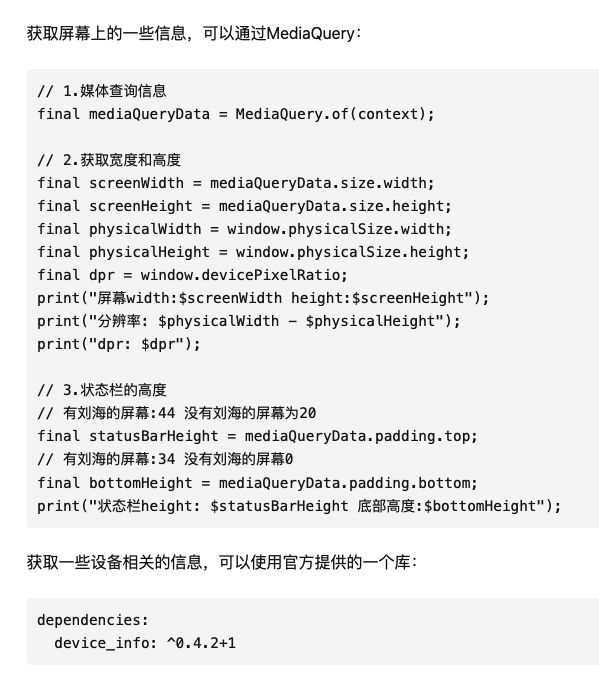 获取屏幕上的一些信息，可以通过MediaQuery：
// 1.媒体查询信息
final mediaQueryData = MediaQuery.of(context);
// 2.获取宽度和高度
final screenWidth = mediaQueryData.size.width;
final screenHeight = mediaQueryData.size.height;
final physicalWidth = window.physicalSize.width;
final physicalHeight = window.physicalSize.height;
final dpr = window.devicePixelRatio;
print("屏幕width:$screenWidth height:$screenHeight");
print("分辨率: $physicalWidth - $physicalHeight");
print("dpr: $dpr");
// 3.状态栏的高度
// 有刘海的屏幕:44 没有刘海的屏幕为20
final statusBarHeight = mediaQueryData.padding.top;
// 有刘海的屏幕:34 没有刘海的屏幕0
final bottomHeight = mediaQueryData.padding.bottom;
print("状态栏height: $statusBarHeight 底部高度:$bottomHeight");
获取一些设备相关的信息，可以使用官方提供的一个库：
dependencies:
  device_info: ^0.4.2+1